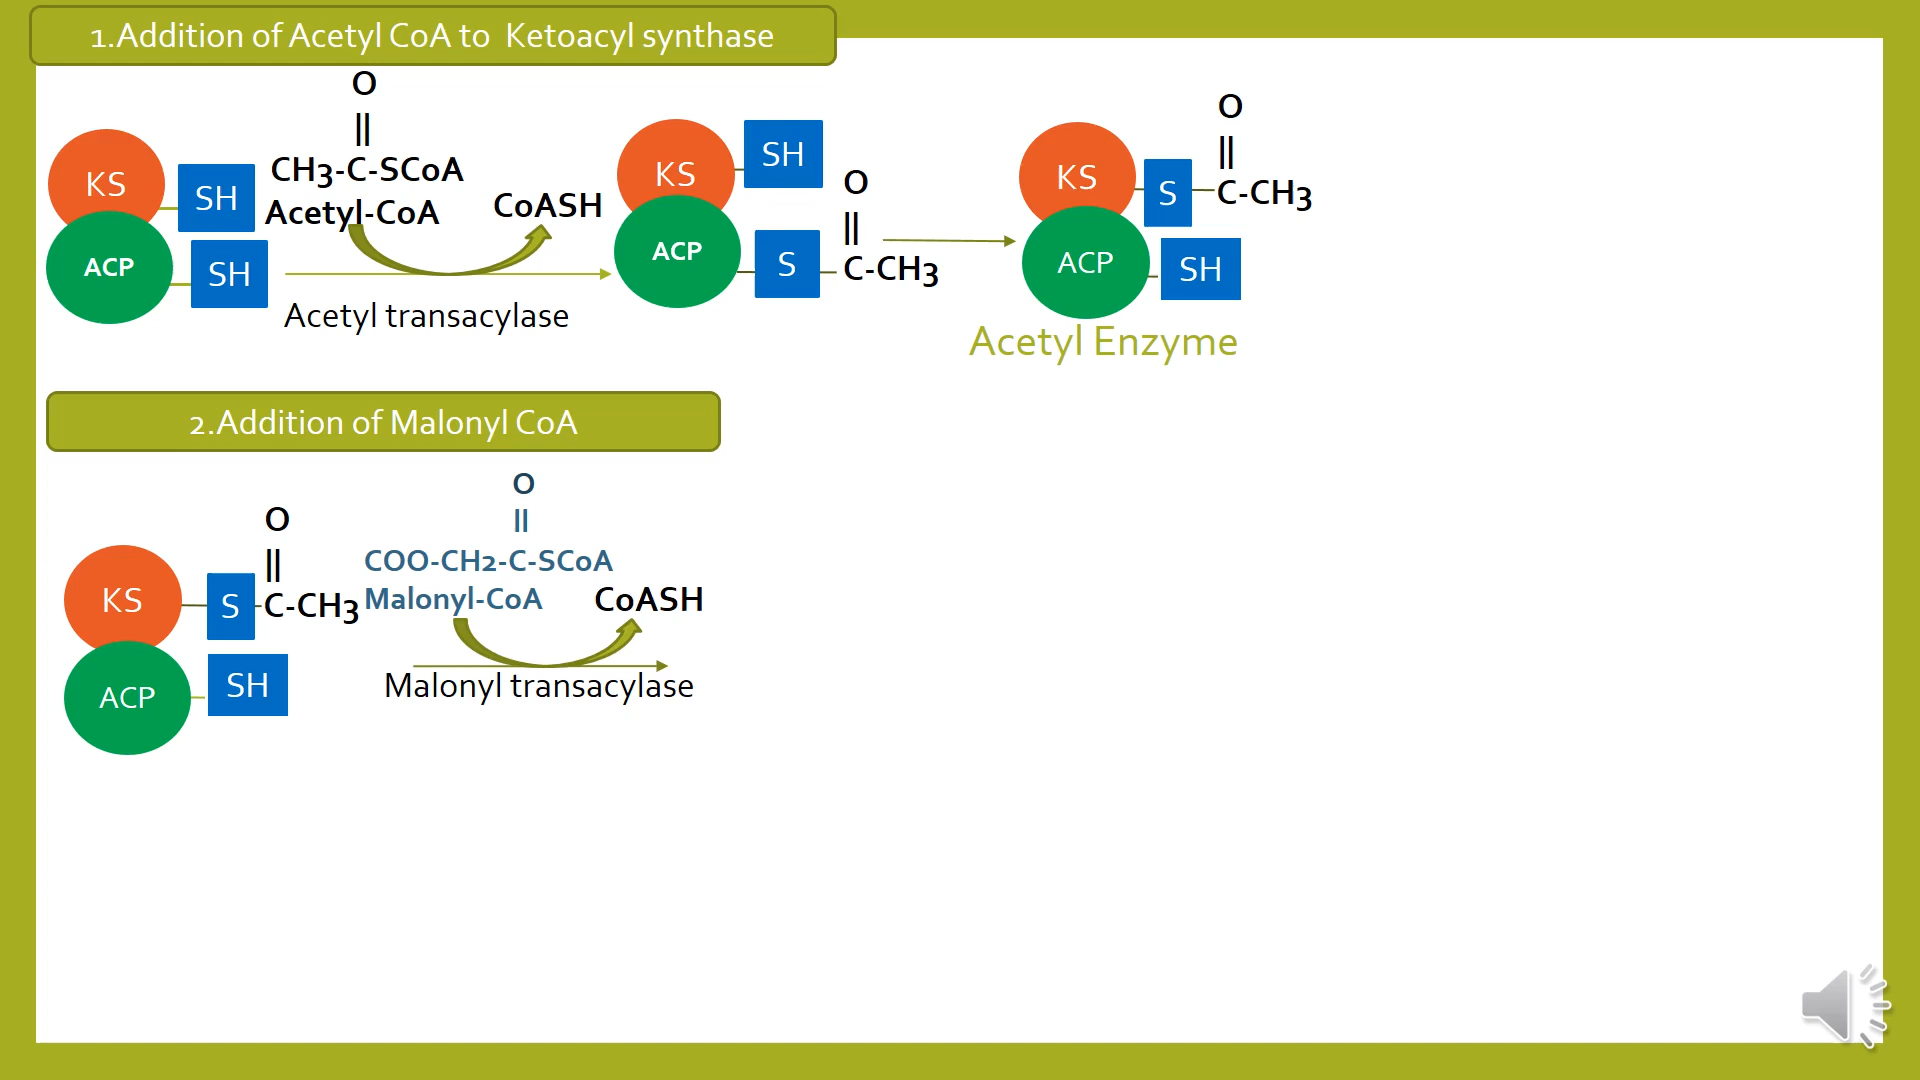 1.Addition of Acetyl CoA to Ketoacyl synthase
O
||
CH3-C-SCoA
Acetyl-CoA
CoASH
KS
SH
ACP
SH
Acetyl transacylase
KS
SH
ACP
S
O
||
C-CH3
KS
S
O
||
C-CH3
ACP
SH
Acetyl Enzyme
2.Addition of Malonyl CoA
KS
S
O
||
C-CH3
ACP
SH
O
||
COO-CH2-C-SCoA
Malonyl-CoA
CoASH
Malonyl transacylase